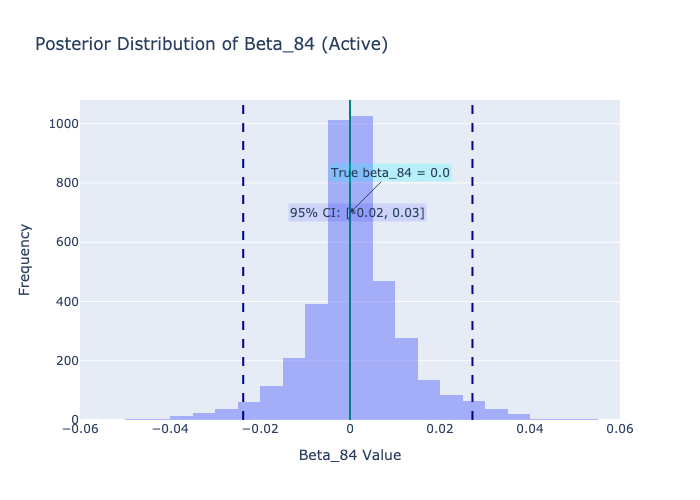 Posterior Distribution of Beta_84 (Active)
1000
True beta_84 = 0.0
800
95% CI: [-0.02, 0.03]
600
Frequency
400
200
0
−0.06 −0.04 −0.02 0 0.02 0.04 0.06
Beta_84 Value